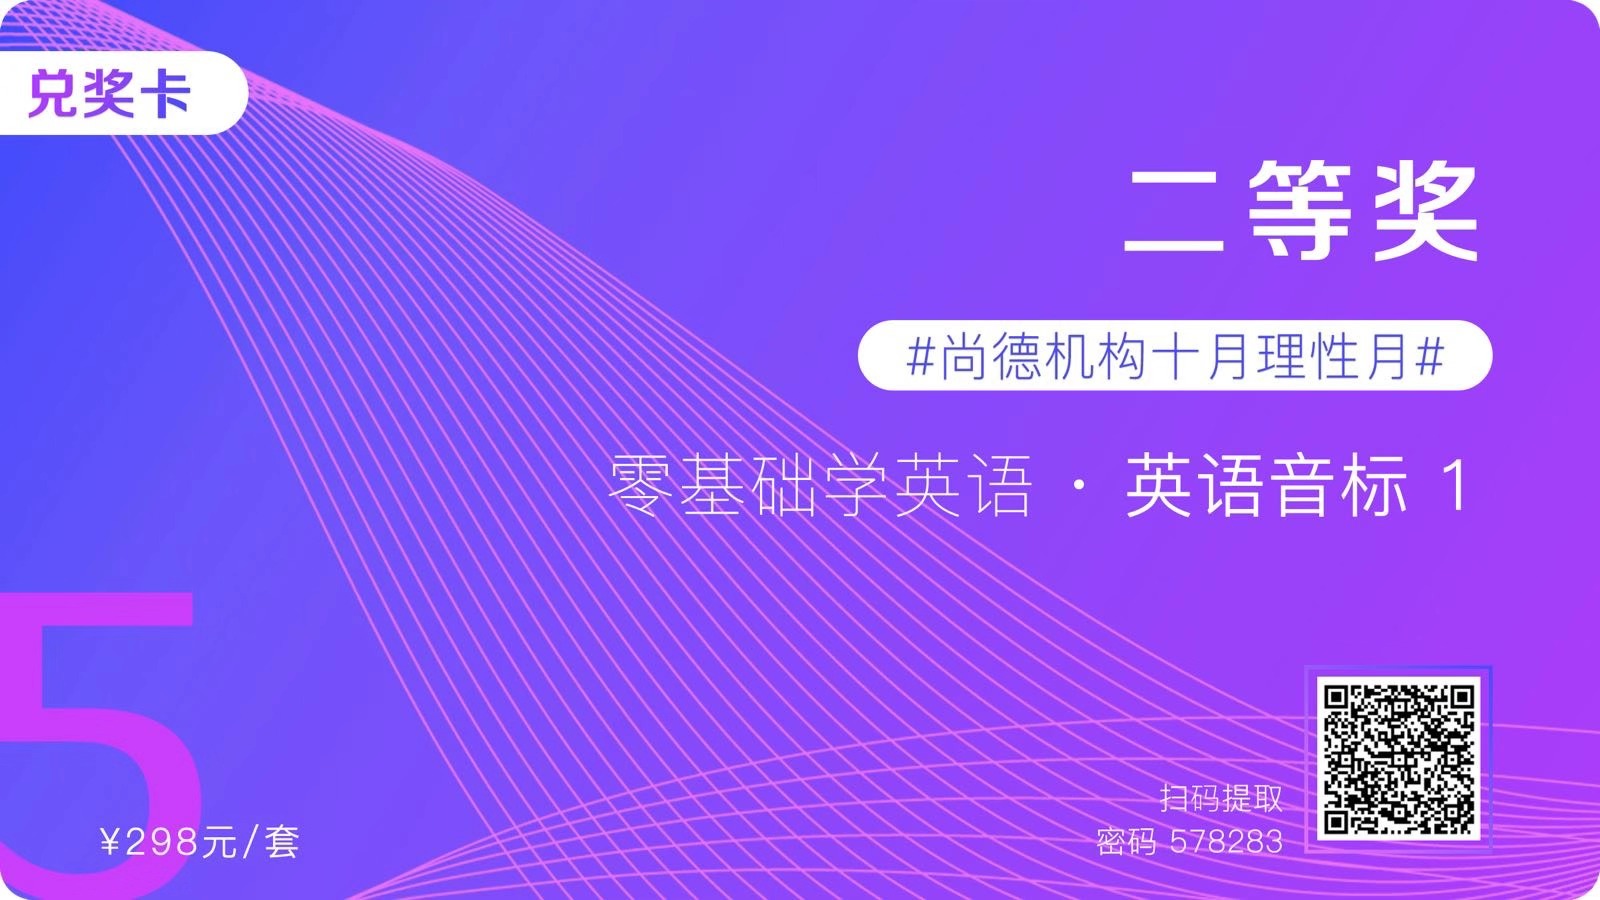 兑奖卡
二等奖
#尚德机构十月理性月#
零基础学英语 · 英语音标 1
5
¥298元/套
扫码提取
密码 578283